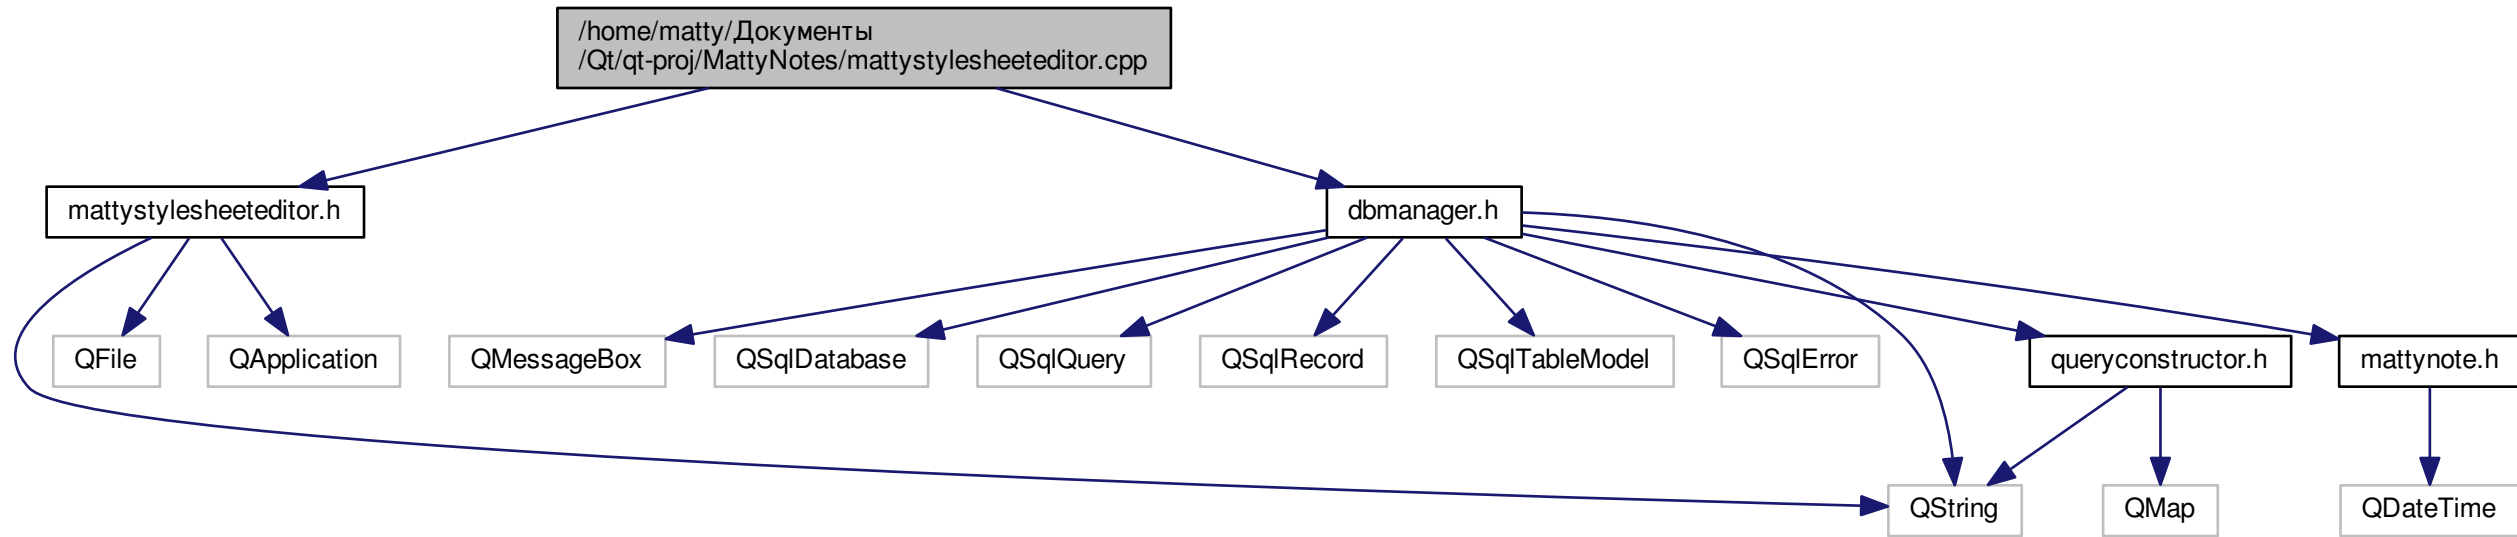 /home/matty/Документы
/Qt/qt-proj/MattyNotes/mattystylesheeteditor.cpp
mattystylesheeteditor.h
dbmanager.h
QFile
QApplication
QMessageBox
QSqlDatabase
QSqlQuery
QSqlRecord
QSqlTableModel
QSqlError
queryconstructor.h
mattynote.h
QString
QMap
QDateTime